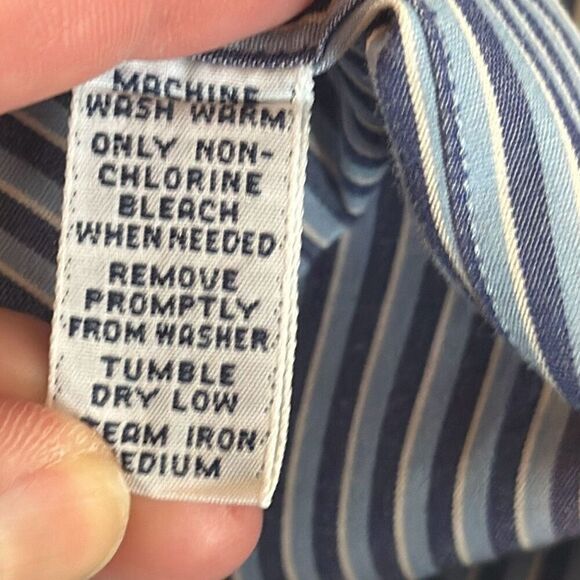 MACHINE
WASH WARM
ONLY NON-
CHLORINE
BLEACH
WHEN NEEDED
REMOVE
PROMPTLY
FROM WASHER
TUMBLE
DRY LOW
TEAM IRON
EDIUM